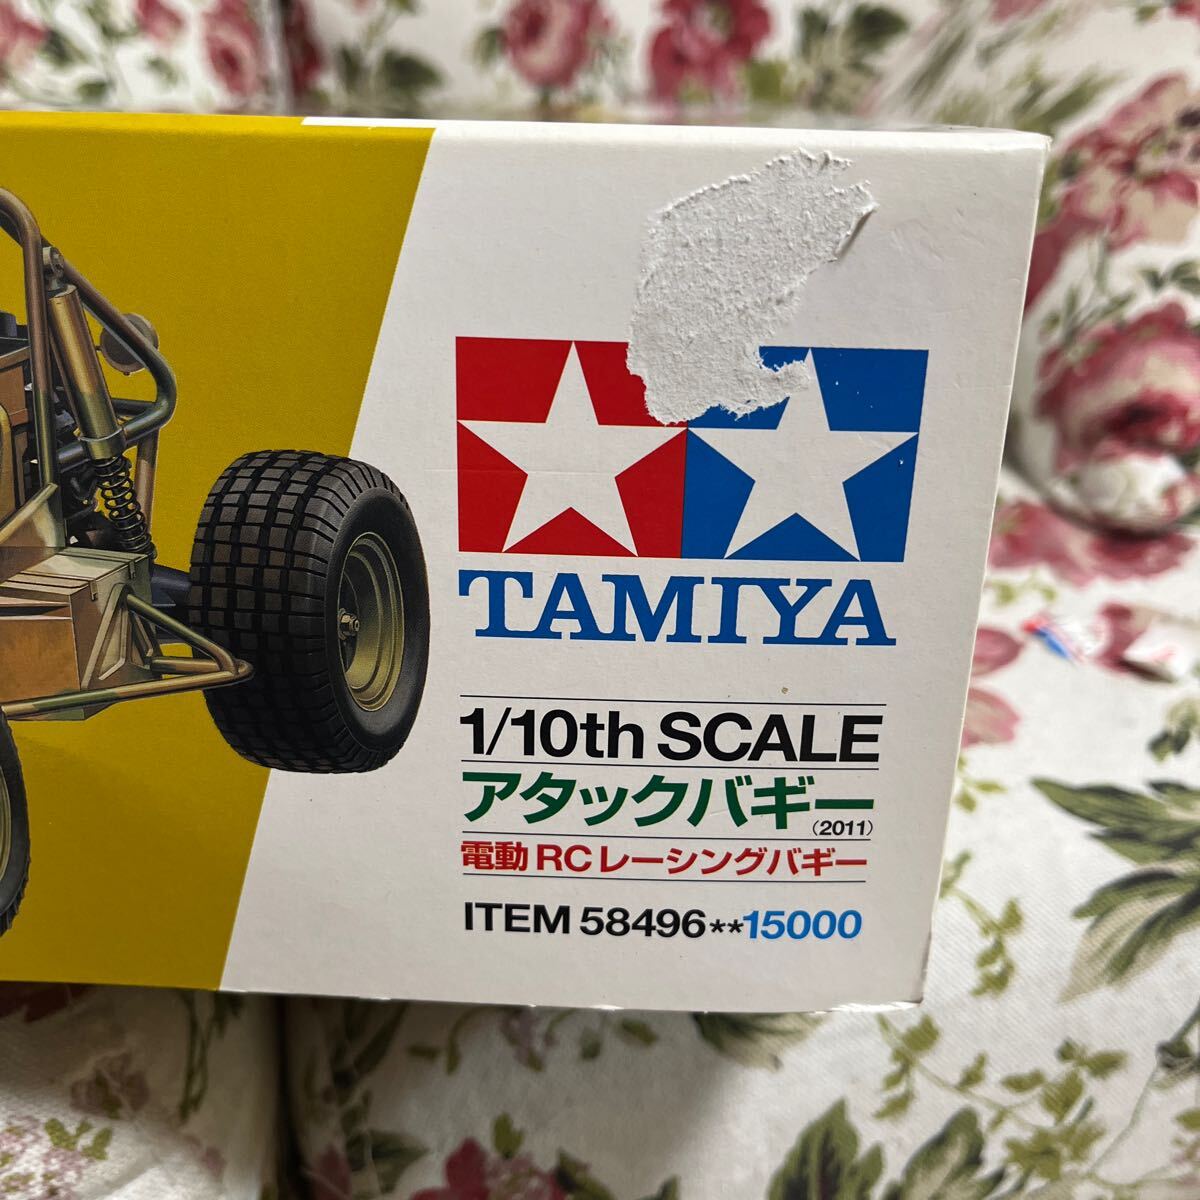 TAMIYA
1/10th SCALE
アタックバギー(2011)
電動RCレーシングバギー
ITEM 58496**15000